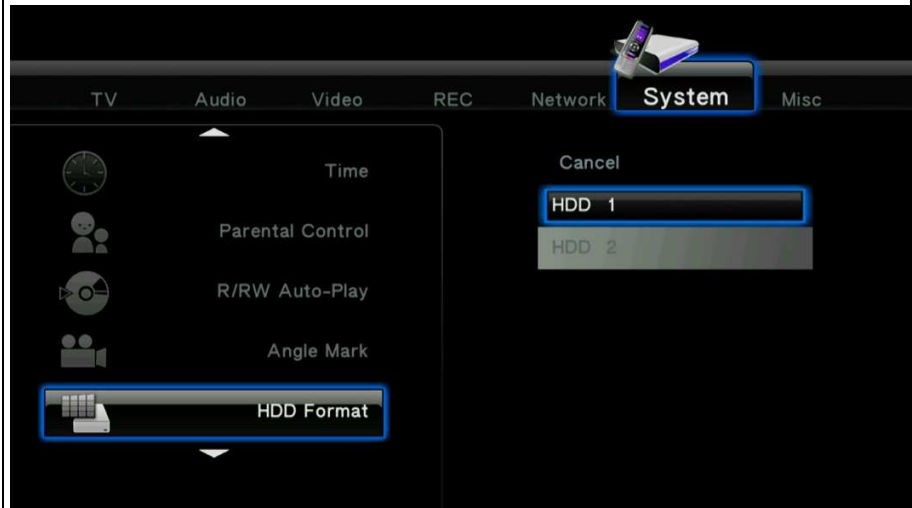 TV Audio Video REC Network System Misc
Time
Parental Control
R/RW Auto-Play
Angle Mark
HDD Format
Cancel
HDD 1
HDD 2